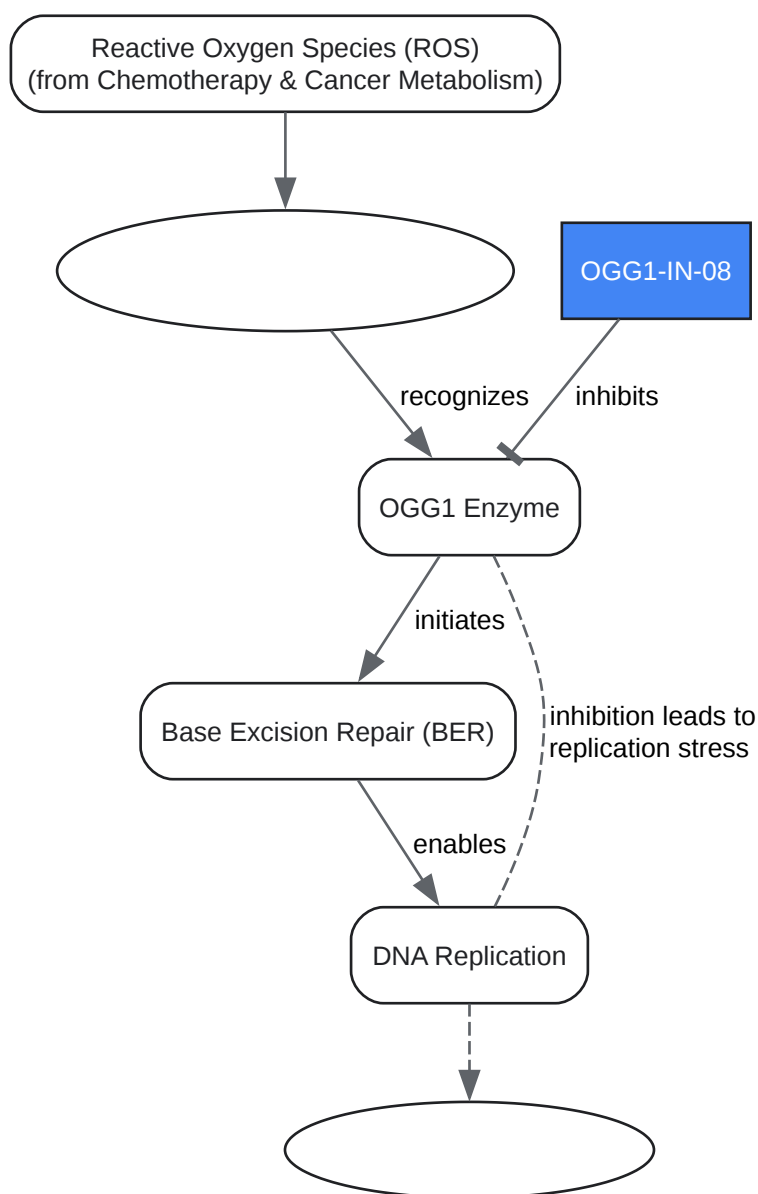 Reactive Oxygen Species (ROS)
(from Chemotherapy & Cancer Metabolism)
OGG1-IN-08
recognizes
inhibits
OGG1 Enzyme
initiates
Base Excision Repair (BER)
inhibition leads to
replication stress
enables
DNA Replication